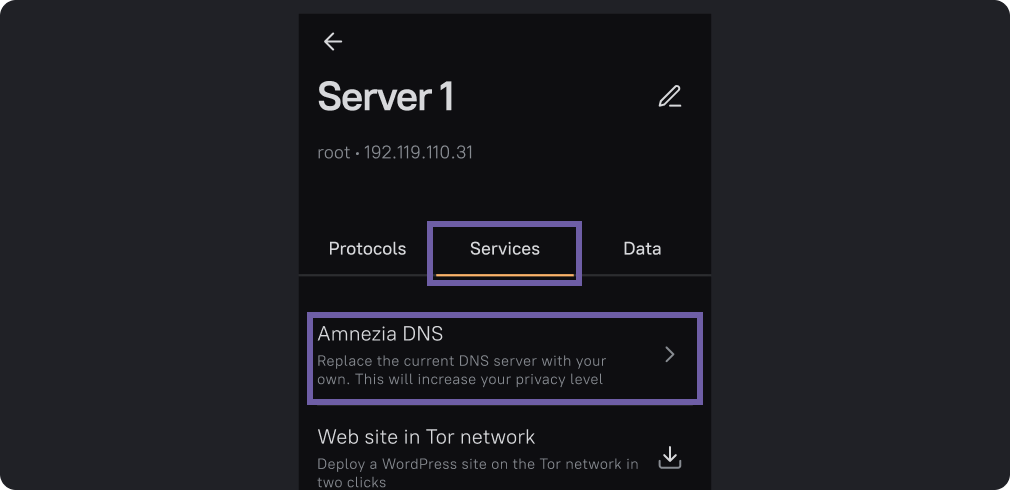 Server 1
root • 192.119.110.31
Protocols
Services
Data
Amnezia DNS
Replace the current DNS server with your
own. This will increase your privacy level
Web site in Tor network
Deploy a WordPress site on the Tor network in
two clicks